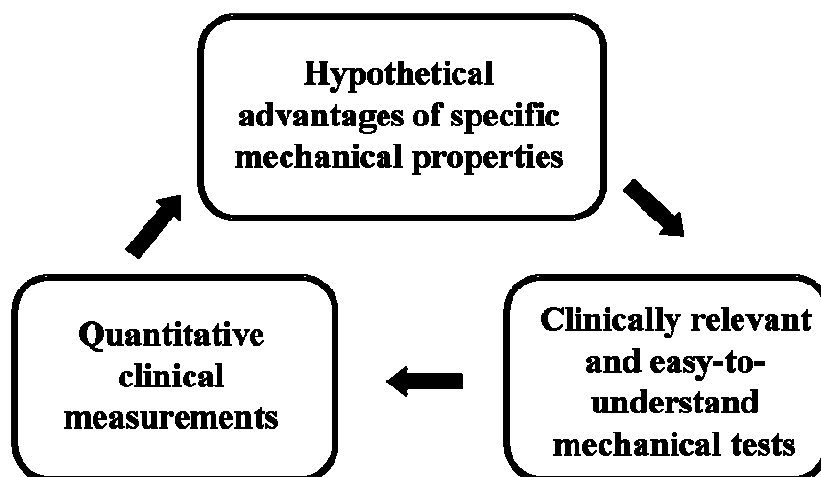 Hypothetical
advantages of specific
mechanical properties
Quantitative
clinical
measurements
Clinically relevant
and easy-to-
understand
mechanical tests